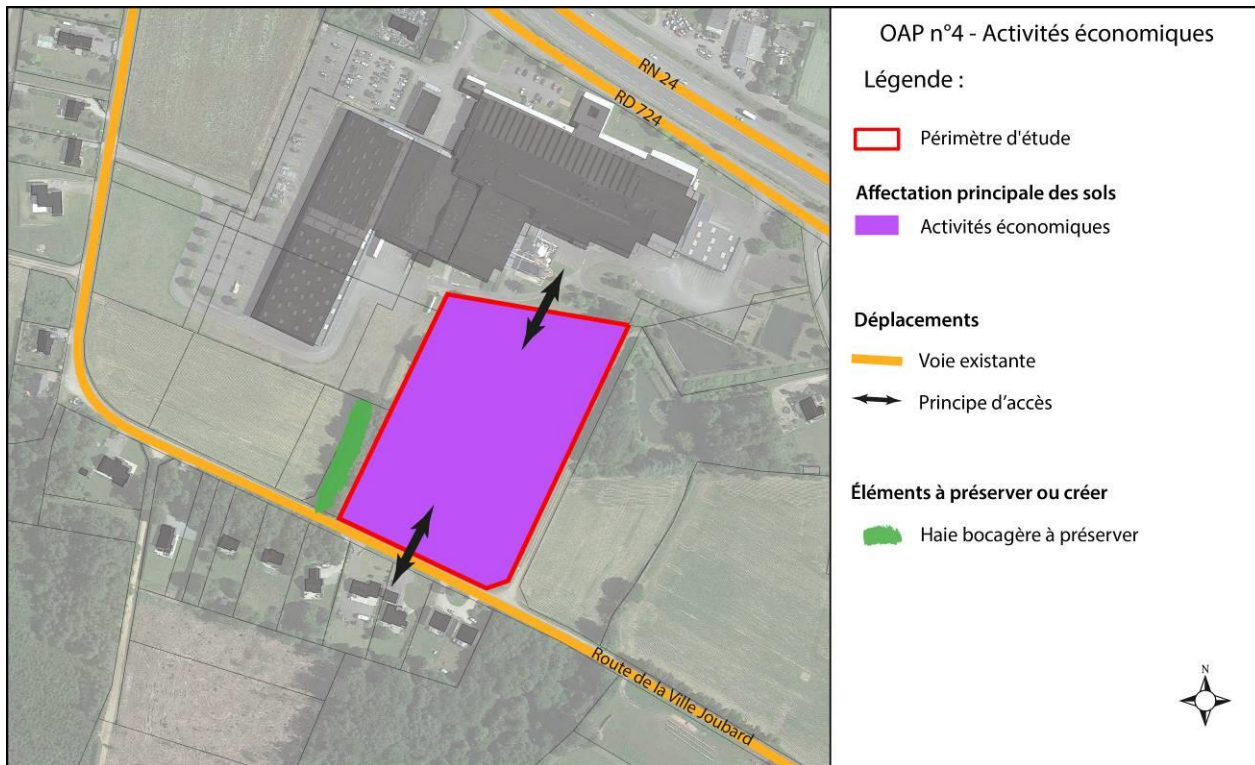 RN 24
RD 724
Route de la Ville Joubard
OAP n°4 - Activités économiques
Légende :
Périmètre d'étude
Affectation principale des sols
Activités économiques
Déplacements
Voie existante
Principe d’accès
Éléments à préserver ou créer
Haie bocagère à préserver
N